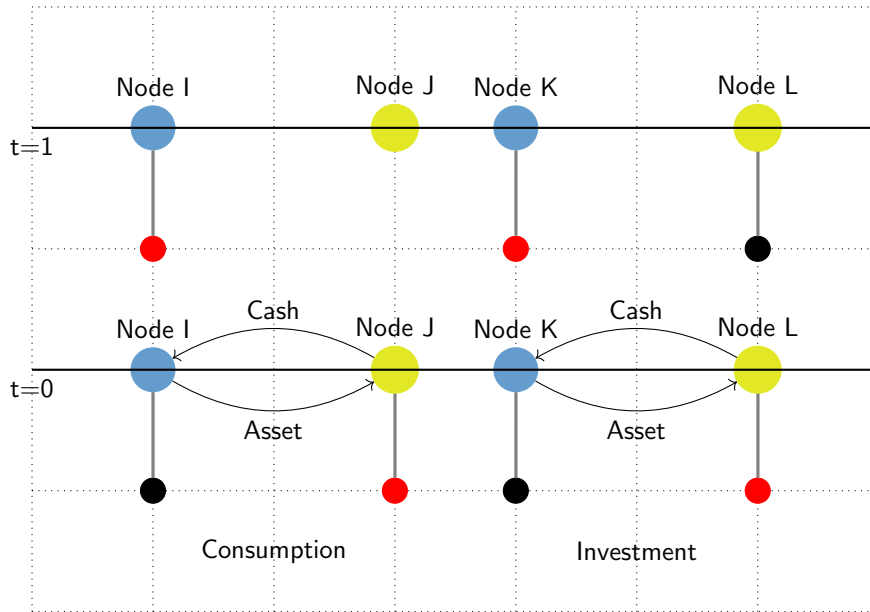 Node I
Node J
Node K
Node L
t=1
Cash
Cash
Node I
Node J
Node K
Node L
t=0
Asset
Asset
Consumption
Investment